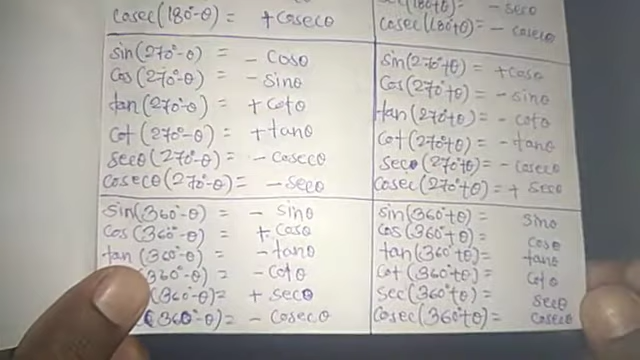 cosec(180°-θ) = + cosecθ
sin(270°-θ) = - cosθ
cos(270°-θ) = - sinθ
tan(270°-θ) = + cotθ
cot(270°-θ) = + tanθ
secθ(270°-θ) = - cosecθ
cosecθ(270°-θ) = - secθ
sin(360°-θ) = - sinθ
cos(360°-θ) = + cosθ
tan(360°-θ) = - tanθ
(360°-θ) = - cotθ
(360°-θ) = + secθ
(360°-θ) = - cosecθ
sec(180+θ) = - secθ
cosec(180+θ) = - cosecθ
sin(270°+θ) = + cosθ
cos(270°+θ) = - sinθ
tan(270°+θ) = - cotθ
cot(270°+θ) = - tanθ
secθ(270°+θ) = - cosecθ
cosec(270°+θ) = + secθ
sin(360°+θ) = sinθ
cos(360°+θ) = cosθ
tan(360°+θ) = tanθ
cot(360°+θ) = cotθ
sec(360°+θ) = secθ
cosec(360°+θ) = cosecθ